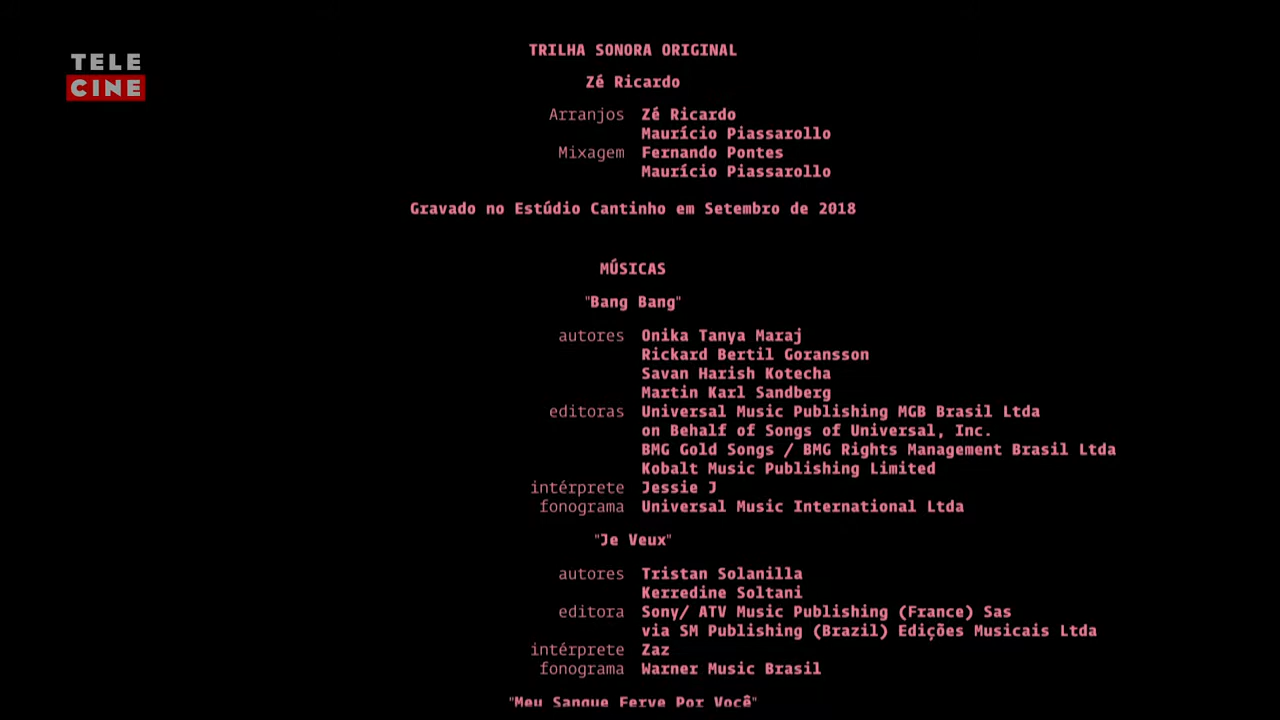 TELE
CINE
TRILHA SONORA ORIGINAL
Zé Ricardo
Arranjos Zé Ricardo
Maurício Piassarollo
Mixagem Fernando Pontes
Maurício Piassarollo
Gravado no Estúdio Cantinho em Setembro de 2018
MÚSICAS
"Bang Bang"
autores Onika Tanya Maraj
Rickard Bertil Goransson
Savan Harish Kotecha
Martin Karl Sandberg
editoras Universal Music Publishing MGB Brasil Ltda
on Behalf of Songs of Universal, Inc.
BMG Gold Songs / BMG Rights Management Brasil Ltda
Kobalt Music Publishing Limited
intérprete Jessie J
fonograma Universal Music International Ltda
"Je Veux"
autores Tristan Solanilla
Kerredine Soltani
editora Sony/ ATV Music Publishing (France) Sas
via SM Publishing (Brazil) Edições Musicais Ltda
intérprete Zaz
fonograma Warner Music Brasil
"Meu Sangue Ferve Por Você"